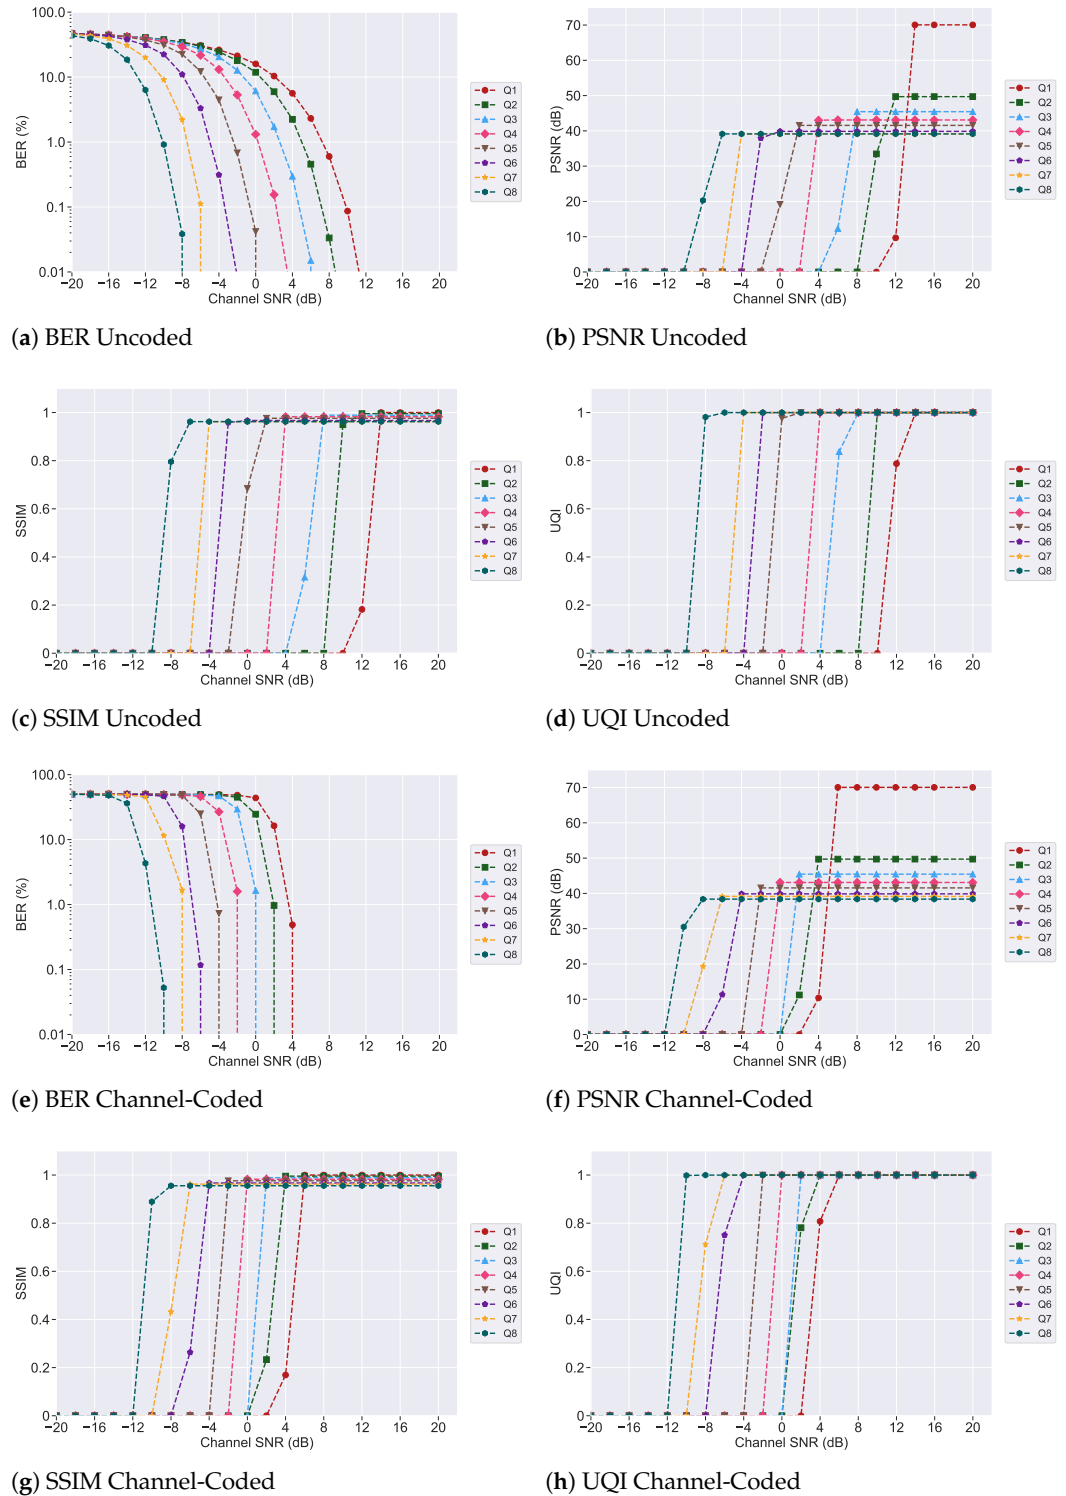 100.0
10.0
1.0
0.1
0.01
BER (%)
−20 −16 −12 −8 −4 0 4 8 12 16 20
Channel SNR (dB)
Q1
Q2
Q3
Q4
Q5
Q6
Q7
Q8
(a) BER Uncoded
70
60
50
40
30
20
10
0
PSNR (dB)
−20 −16 −12 −8 −4 0 4 8 12 16 20
Channel SNR (dB)
Q1
Q2
Q3
Q4
Q5
Q6
Q7
Q8
(b) PSNR Uncoded
1
0.8
0.6
0.4
0.2
0
SSIM
−20 −16 −12 −8 −4 0 4 8 12 16 20
Channel SNR (dB)
Q1
Q2
Q3
Q4
Q5
Q6
Q7
Q8
(c) SSIM Uncoded
1
0.8
0.6
0.4
0.2
0
UQI
−20 −16 −12 −8 −4 0 4 8 12 16 20
Channel SNR (dB)
Q1
Q2
Q3
Q4
Q5
Q6
Q7
Q8
(d) UQI Uncoded
100.0
10.0
1.0
0.1
0.01
BER (%)
−20 −16 −12 −8 −4 0 4 8 12 16 20
Channel SNR (dB)
Q1
Q2
Q3
Q4
Q5
Q6
Q7
Q8
(e) BER Channel-Coded
70
60
50
40
30
20
10
0
PSNR (dB)
−20 −16 −12 −8 −4 0 4 8 12 16 20
Channel SNR (dB)
Q1
Q2
Q3
Q4
Q5
Q6
Q7
Q8
(f) PSNR Channel-Coded
1
0.8
0.6
0.4
0.2
0
SSIM
−20 −16 −12 −8 −4 0 4 8 12 16 20
Channel SNR (dB)
Q1
Q2
Q3
Q4
Q5
Q6
Q7
Q8
(g) SSIM Channel-Coded
1
0.8
0.6
0.4
0.2
0
UQI
−20 −16 −12 −8 −4 0 4 8 12 16 20
Channel SNR (dB)
Q1
Q2
Q3
Q4
Q5
Q6
Q7
Q8
(h) UQI Channel-Coded